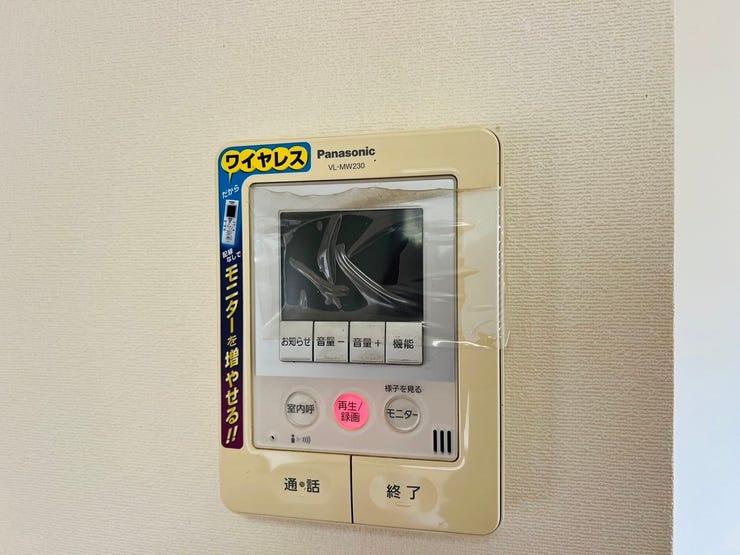 ワイヤレス
Panasonic
VL-MW230
だから
配線
なしで
モニターを増やせる!!
お知らせ
音量−
音量+
機能
様子を見る
室内呼
再生/
録画
モニター
通話
終了